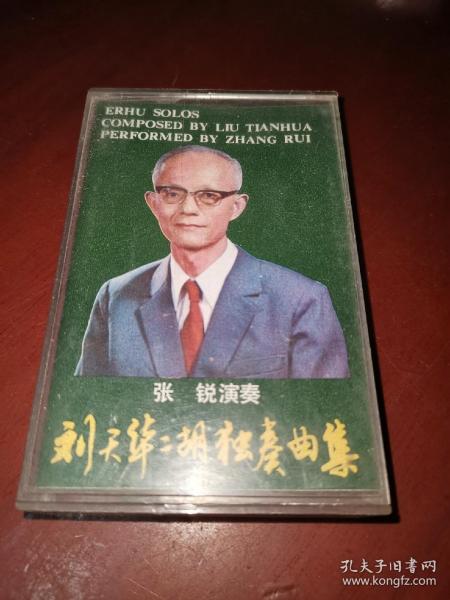 ERHU SOLOS
COMPOSED BY LIU TIANHUA
PERFORMED BY ZHANG RUI
张 锐演奏
刘天华二胡独奏曲集
孔夫子旧书网
www.kongfz.com